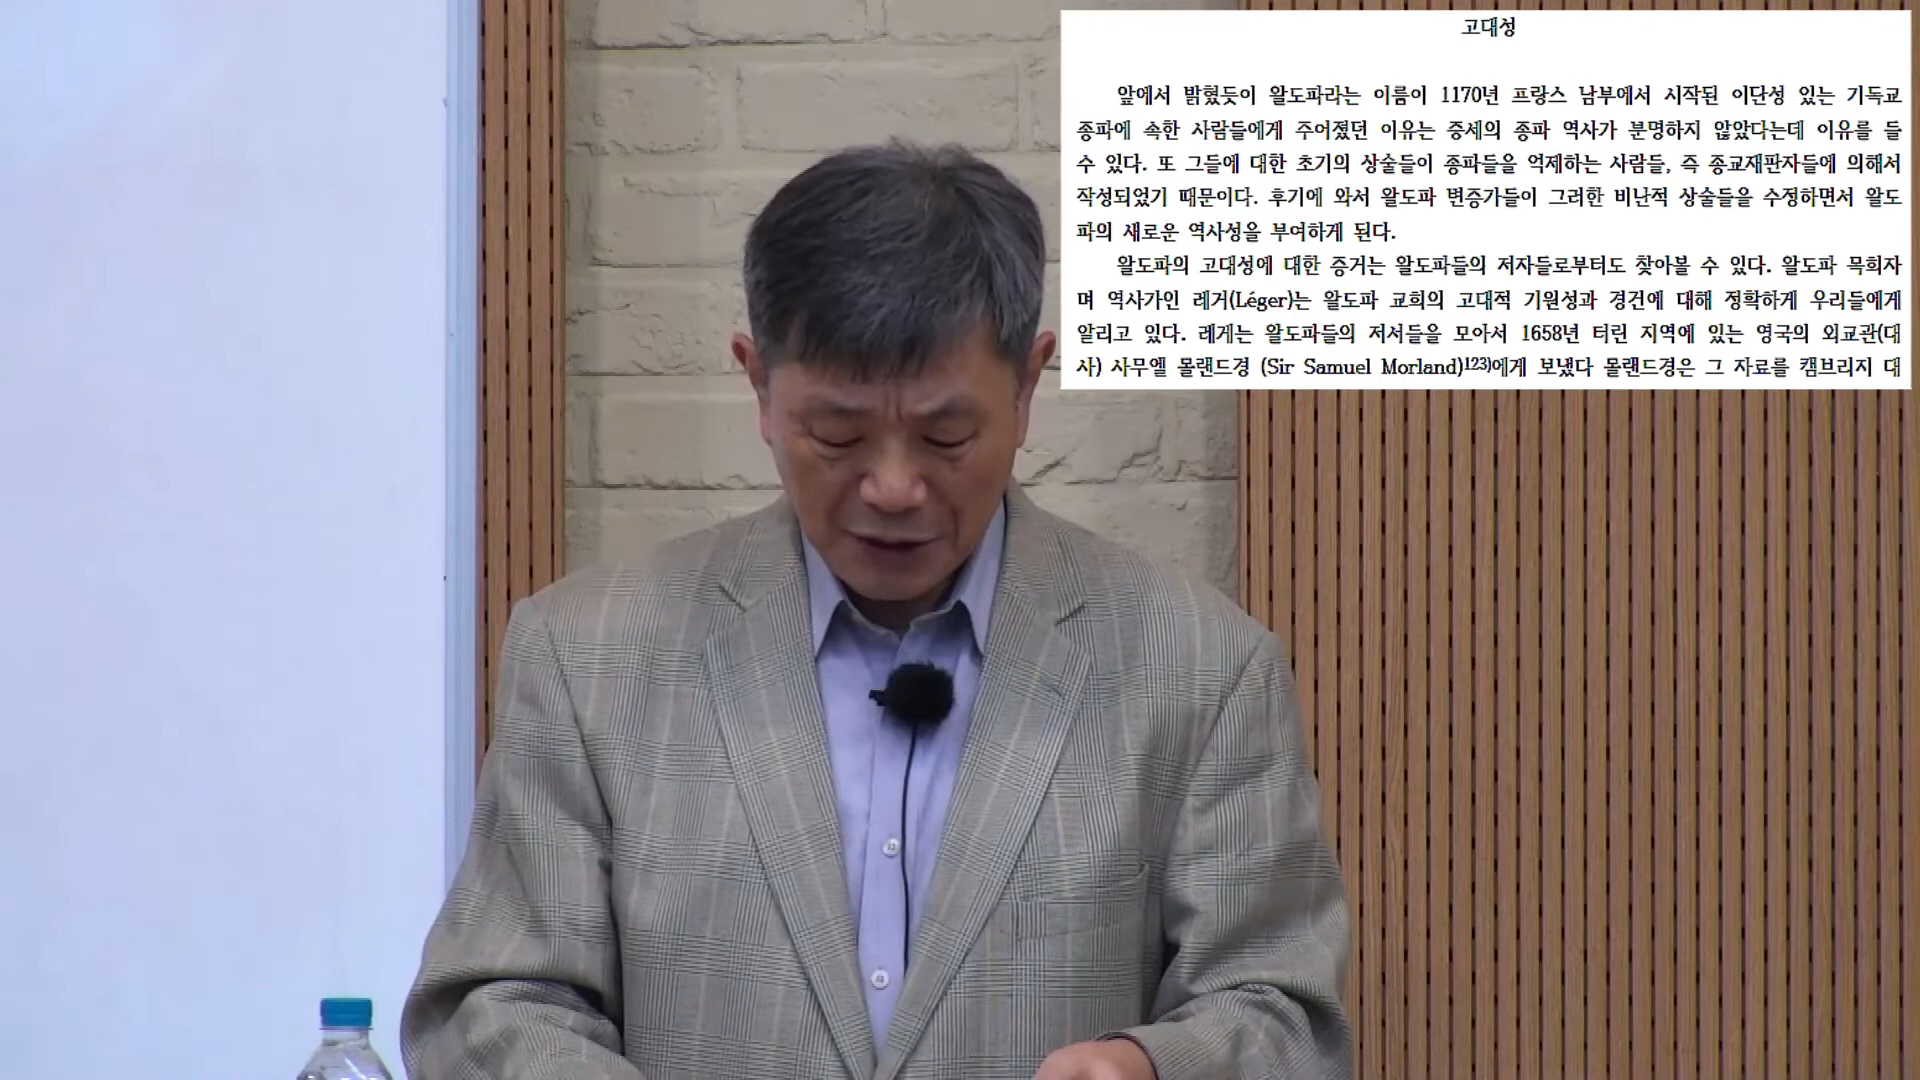 고대성
앞에서 밝혔듯이 왈도파라는 이름이 1170년 프랑스 남부에서 시작된 이단성 있는 기독교
종파에 속한 사람들에게 주어졌던 이유는 중세의 종파 역사가 분명하지 않았다는데 이유를 들
수 있다. 또 그들에 대한 초기의 상술들이 종파들을 억제하는 사람들, 즉 종교재판자들에 의해서
작성되었기 때문이다. 후기에 와서 왈도파 변증가들이 그러한 비난적 상술들을 수정하면서 왈도
파의 새로운 역사성을 부여하게 된다.
왈도파의 고대성에 대한 증거는 왈도파들의 저자들로부터도 찾아볼 수 있다. 왈도파 목회자
며 역사가인 레거(Léger)는 왈도파 교회의 고대적 기원성과 경건에 대해 정확하게 우리들에게
알리고 있다. 레게는 왈도파들의 저서들을 모아서 1658년 터린 지역에 있는 영국의 외교관(대
사) 사무엘 몰랜드경 (Sir Samuel Morland)123)에게 보냈다 몰랜드경은 그 자료를 캠브리지 대